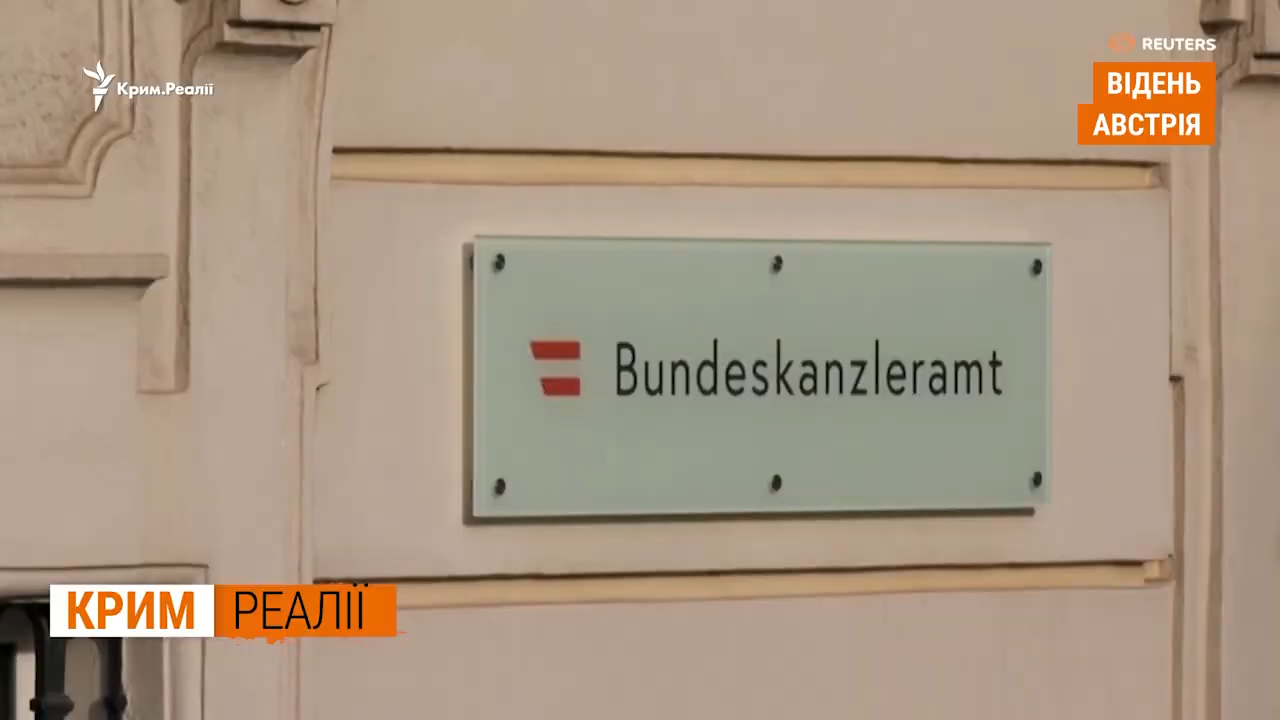 REUTERS
Крим.Реалії
ВІДЕНЬ
АВСТРІЯ
Bundeskanzleramt
КРИМ РЕАЛІЇ